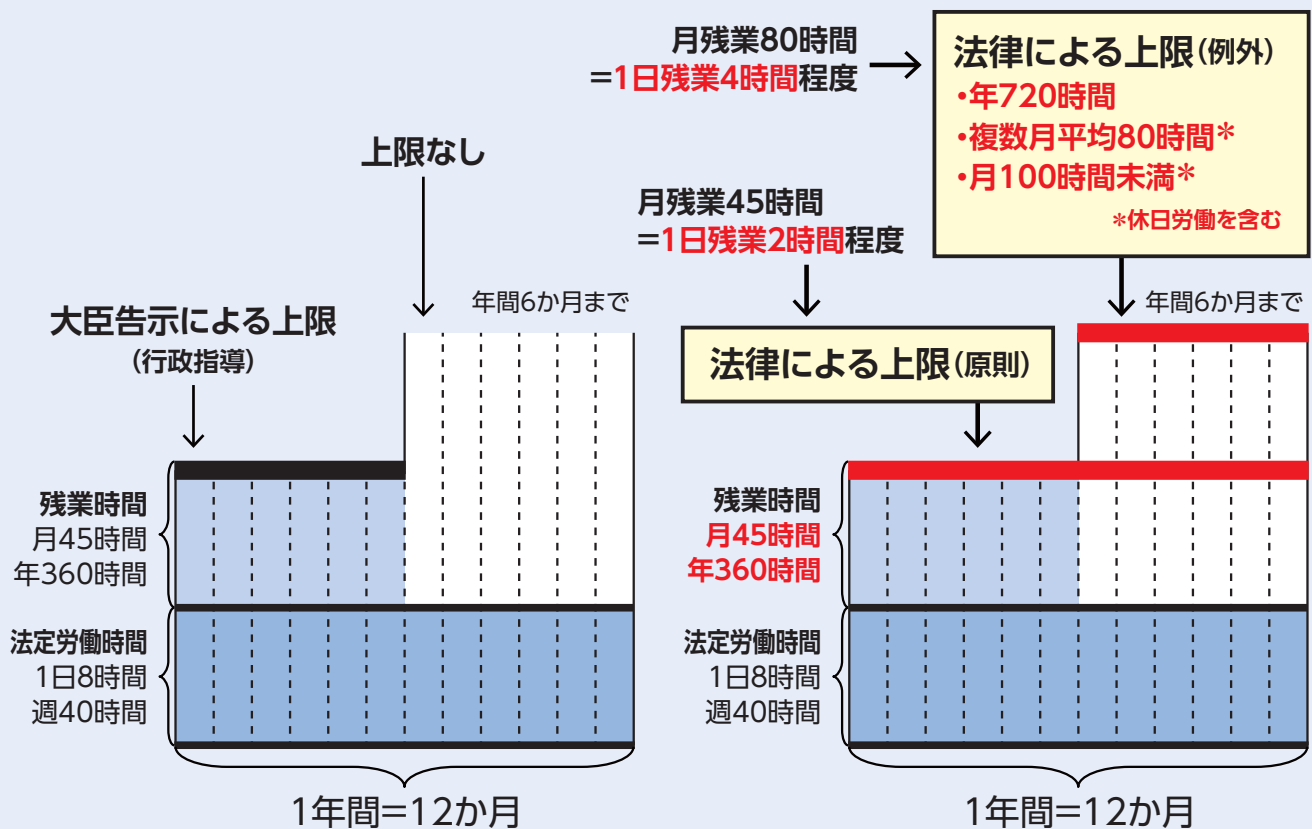 月残業80時間
=1日残業4時間程度
法律による上限(例外)
・年720時間
・複数月平均80時間*
・月100時間未満*
*休日労働を含む
上限なし
月残業45時間
=1日残業2時間程度
年間6か月まで
年間6か月まで
大臣告示による上限
(行政指導)
法律による上限(原則)
残業時間
月45時間
年360時間
法定労働時間
1日8時間
週40時間
1年間=12か月
残業時間
月45時間
年360時間
法定労働時間
1日8時間
週40時間
1年間=12か月